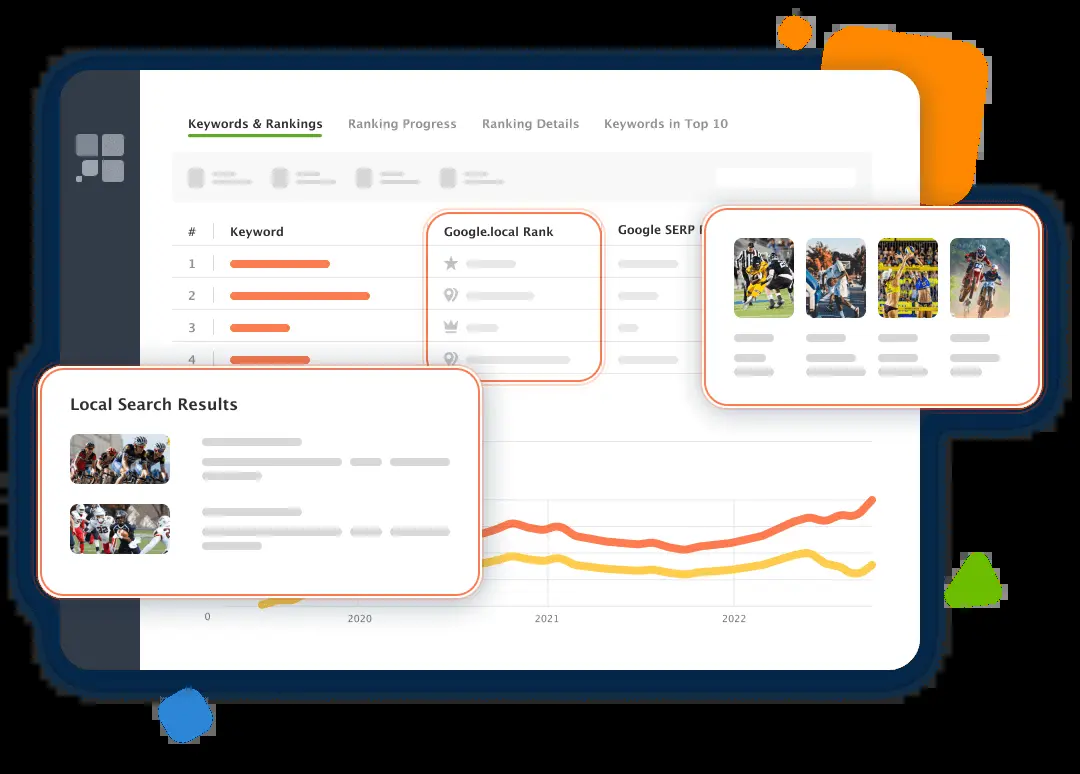 Keywords & Rankings Ranking Progress Ranking Details Keywords in Top 10
# Keyword Google.local Rank Google SERP
1
2
3
4
Local Search Results
0 2020 2021 2022